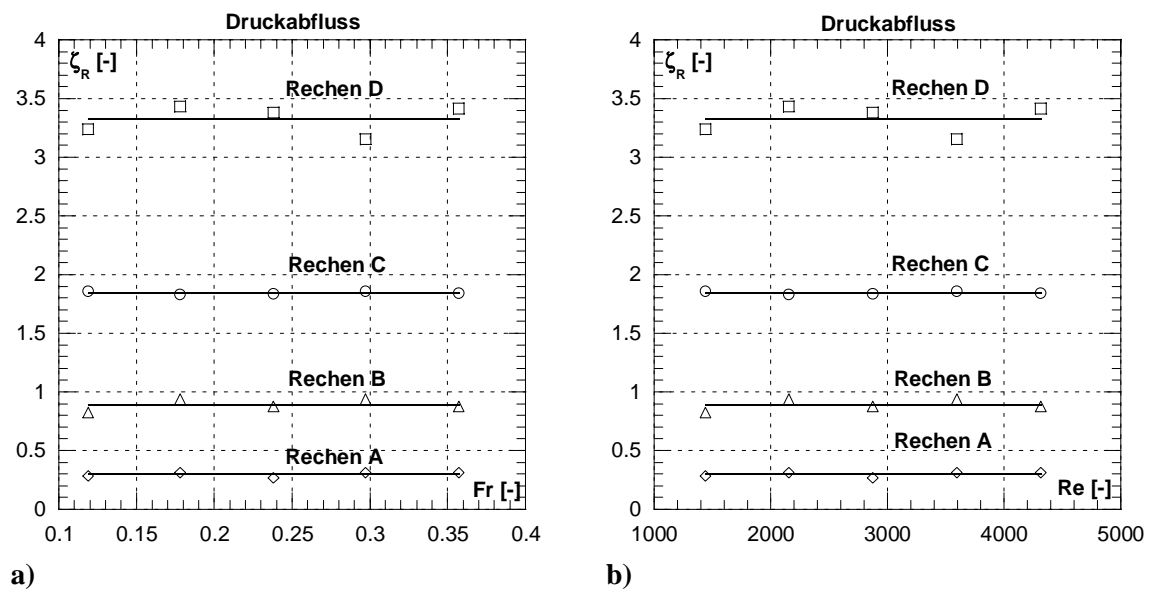 Druckabfluss
4
ζR [-]
Rechen D
3.5
3
2.5
Rechen C
2
1.5
Rechen B
1
Rechen A
0.5
Fr [-]
0
0.1 0.15 0.2 0.25 0.3 0.35 0.4
a)
Druckabfluss
4
ζR [-]
Rechen D
3.5
3
2.5
Rechen C
2
1.5
Rechen B
1
Rechen A
0.5
Re [-]
0
1000 2000 3000 4000 5000
b)